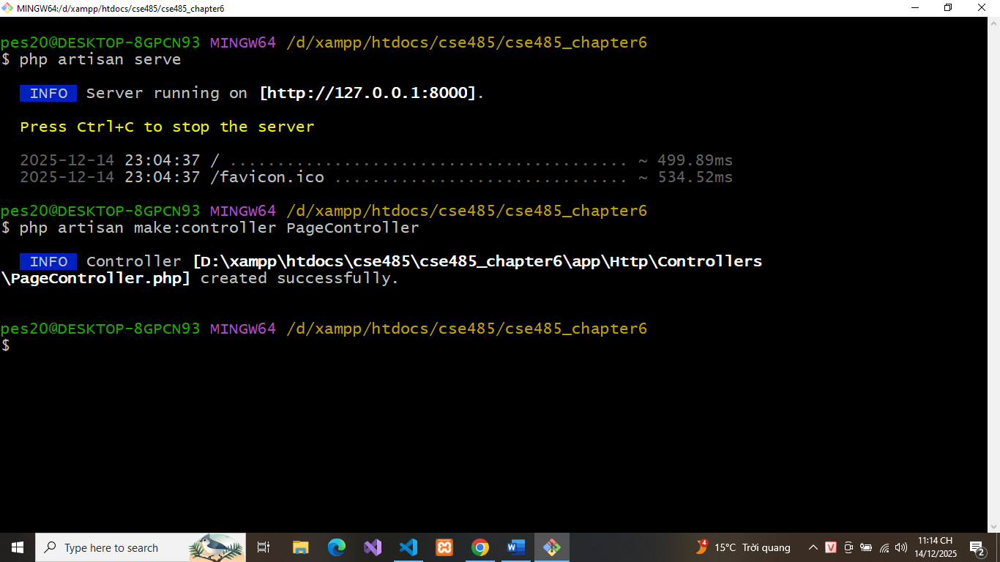 MINGW64:/d/xampp/htdocs/cse485/cse485_chapter6
pes20@DESKTOP-8GPCN93 MINGW64 /d/xampp/htdocs/cse485/cse485_chapter6
$ php artisan serve
INFO Server running on [http://127.0.0.1:8000].
Press Ctrl+C to stop the server
2025-12-14 23:04:37 / .......................................... ~ 499.89ms
2025-12-14 23:04:37 /favicon.ico ............................... ~ 534.52ms
pes20@DESKTOP-8GPCN93 MINGW64 /d/xampp/htdocs/cse485/cse485_chapter6
$ php artisan make:controller PageController
INFO Controller [D:\xampp\htdocs\cse485\cse485_chapter6\app\Http\Controllers
\PageController.php] created successfully.
pes20@DESKTOP-8GPCN93 MINGW64 /d/xampp/htdocs/cse485/cse485_chapter6
$
Type here to search
4
15°C Trời quang
V
11:14 CH
14/12/2025
2